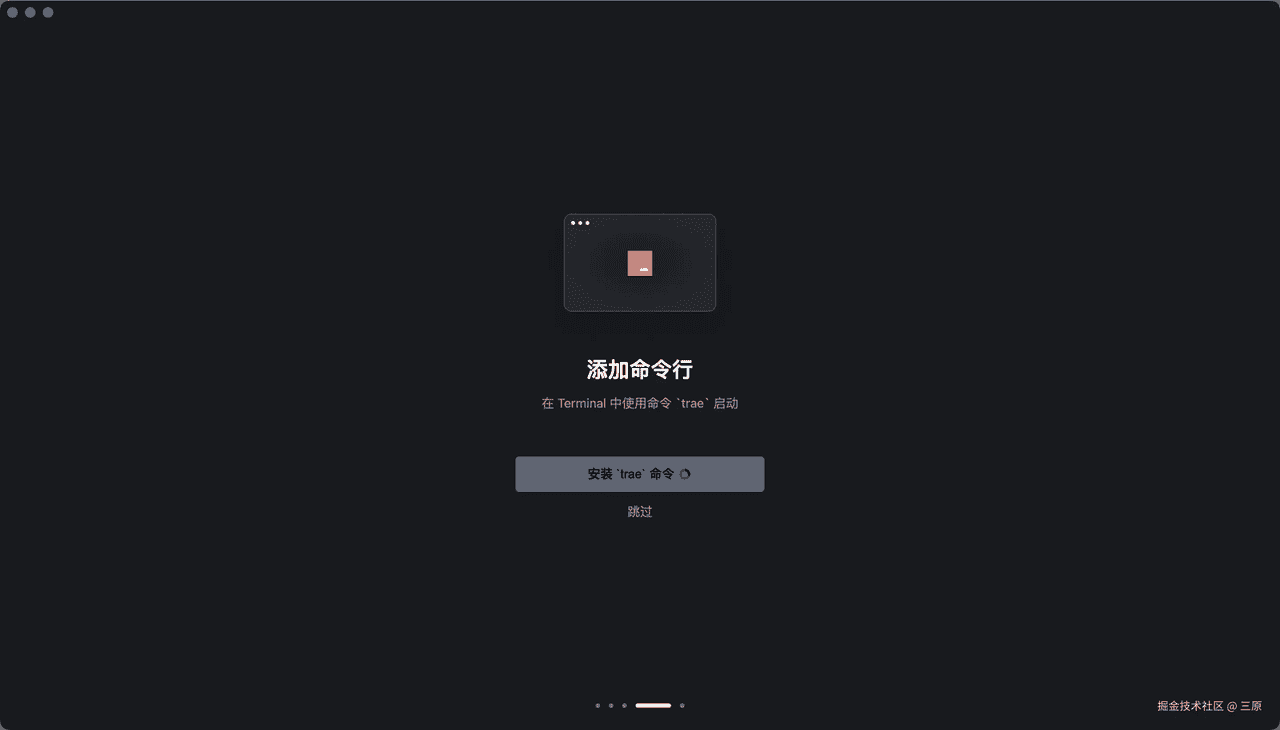 添加命令行
在 Terminal 中使用命令 `trae` 启动
安装 `trae` 命令
跳过
掘金技术社区 @ 三原